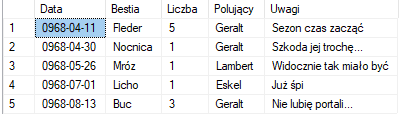 Data Bestia Liczba Polujący Uwagi
1 0968-04-11 Fleder 5 Geralt Sezon czas zacząć
2 0968-04-30 Nocnica 1 Geralt Szkoda jej trochę...
3 0968-05-26 Mróz 1 Lambert Widocznie tak miało być
4 0968-07-01 Licho 1 Eskel Już śpi
5 0968-08-13 Buc 3 Geralt Nie lubię portali...